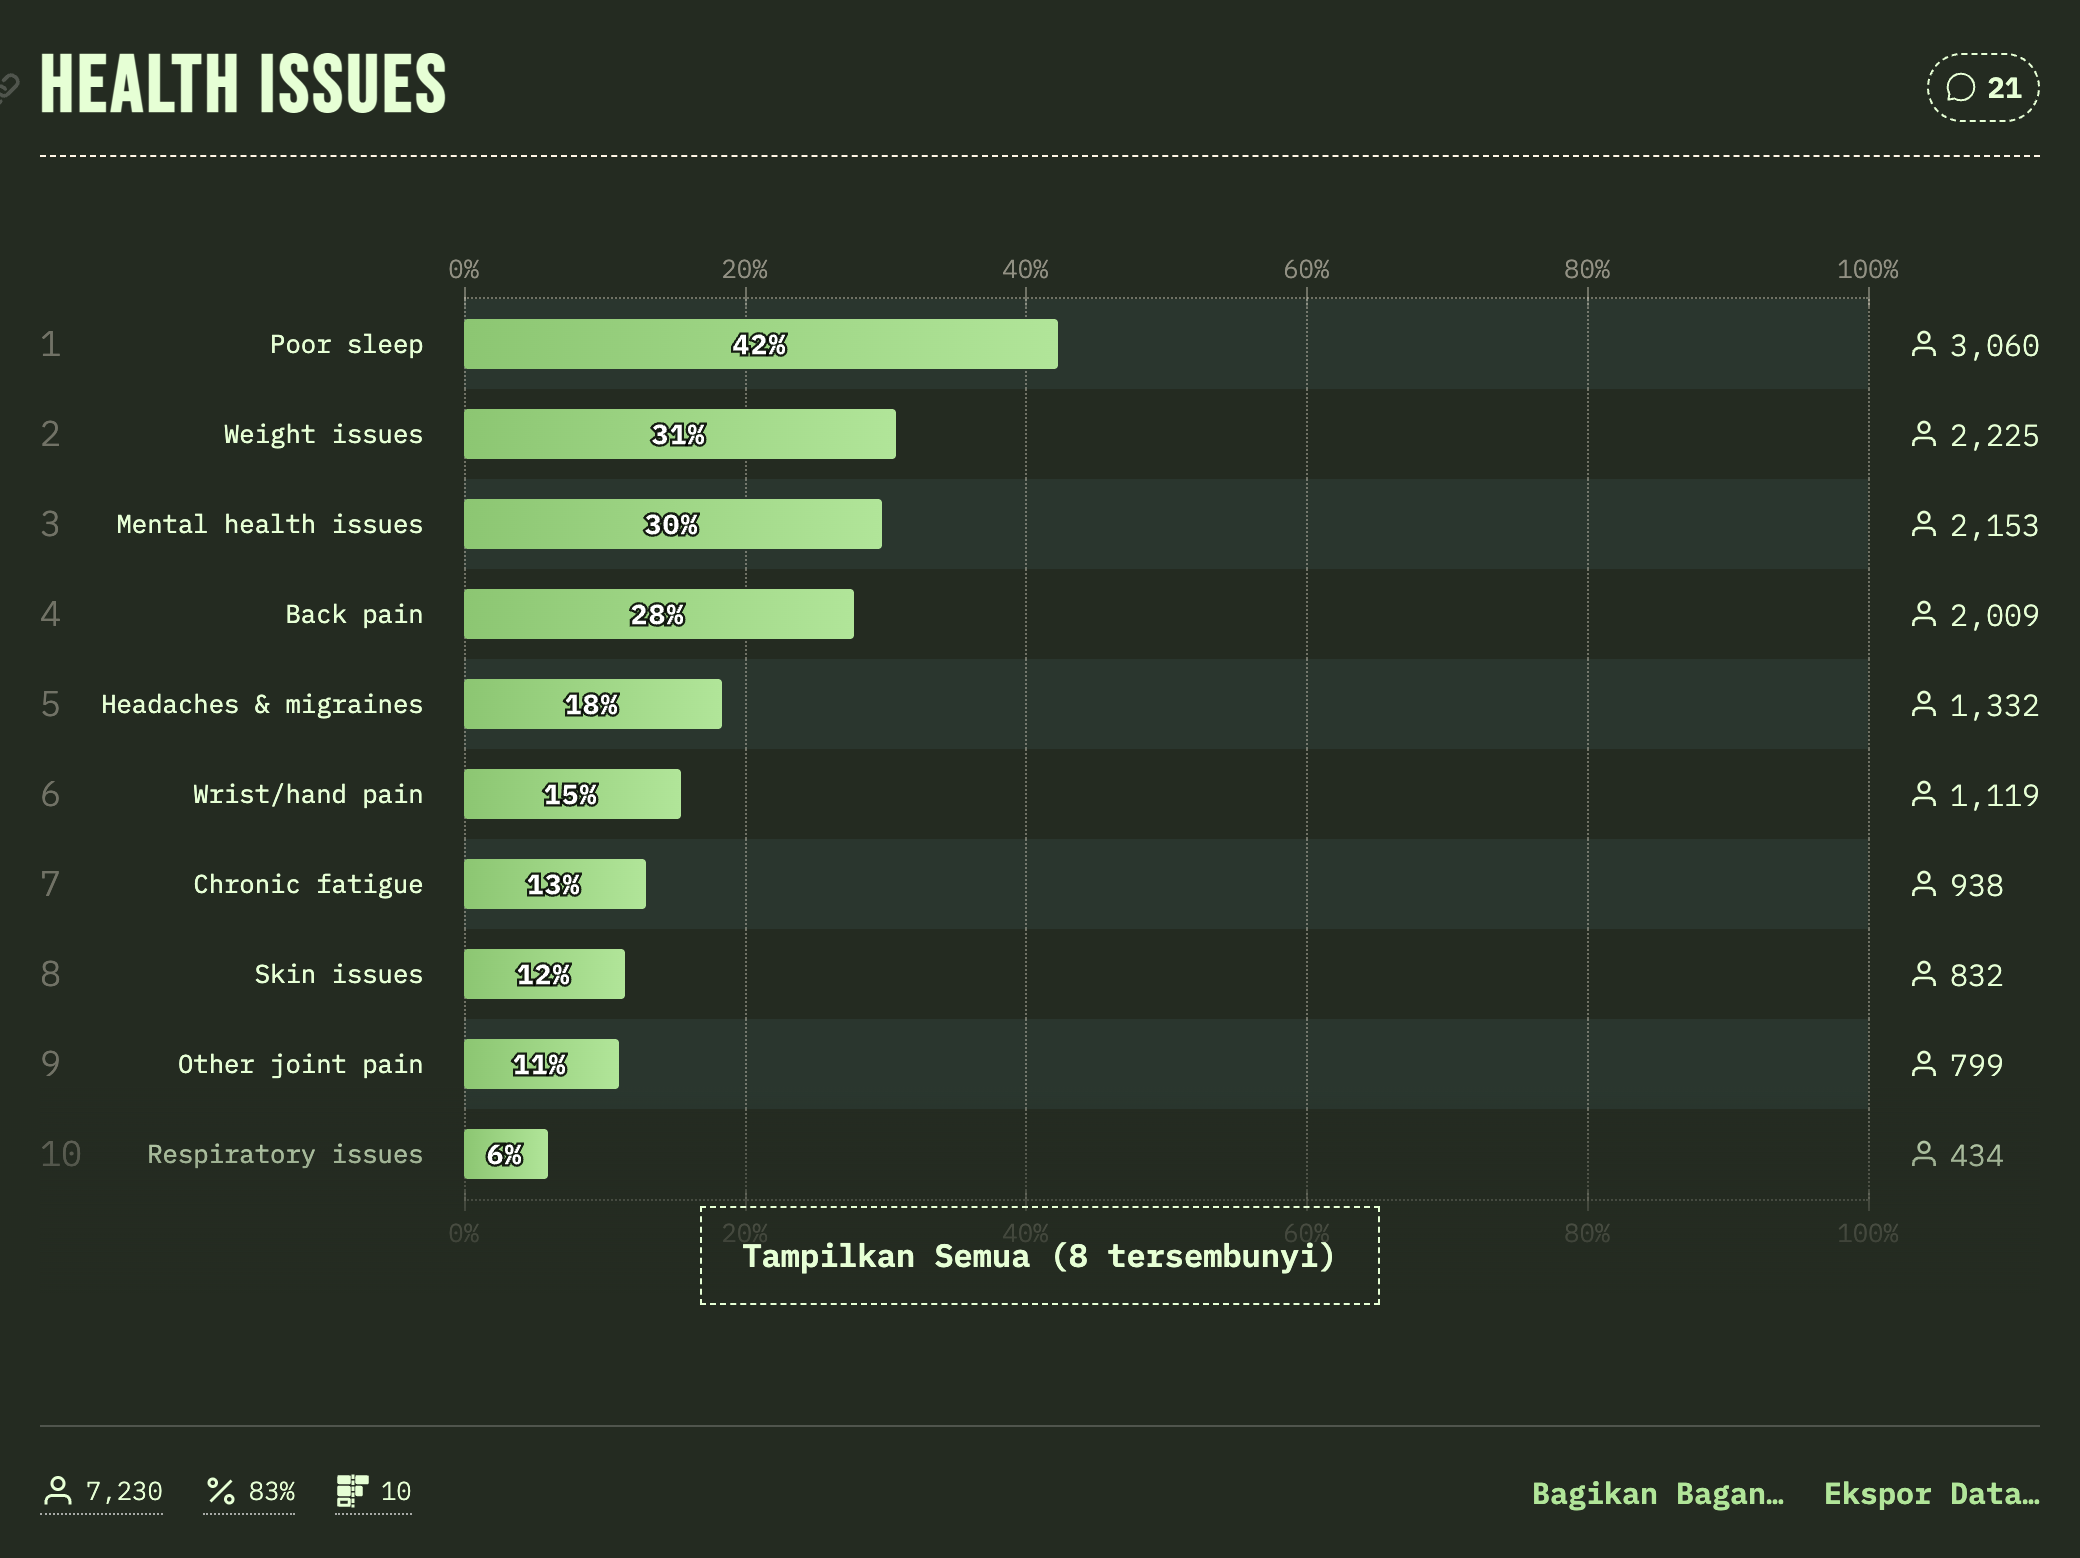 HEALTH ISSUES
21
0% 20% 40% 60% 80% 100%
1 Poor sleep 42% 3,060
2 Weight issues 31% 2,225
3 Mental health issues 30% 2,153
4 Back pain 28% 2,009
5 Headaches & migraines 18% 1,332
6 Wrist/hand pain 15% 1,119
7 Chronic fatigue 13% 938
8 Skin issues 12% 832
9 Other joint pain 11% 799
10 Respiratory issues 6% 434
0% 20% 40% 60% 80% 100%
Tampilkan Semua (8 tersembunyi)
7,230 83% 10 Bagikan Bagan… Ekspor Data…